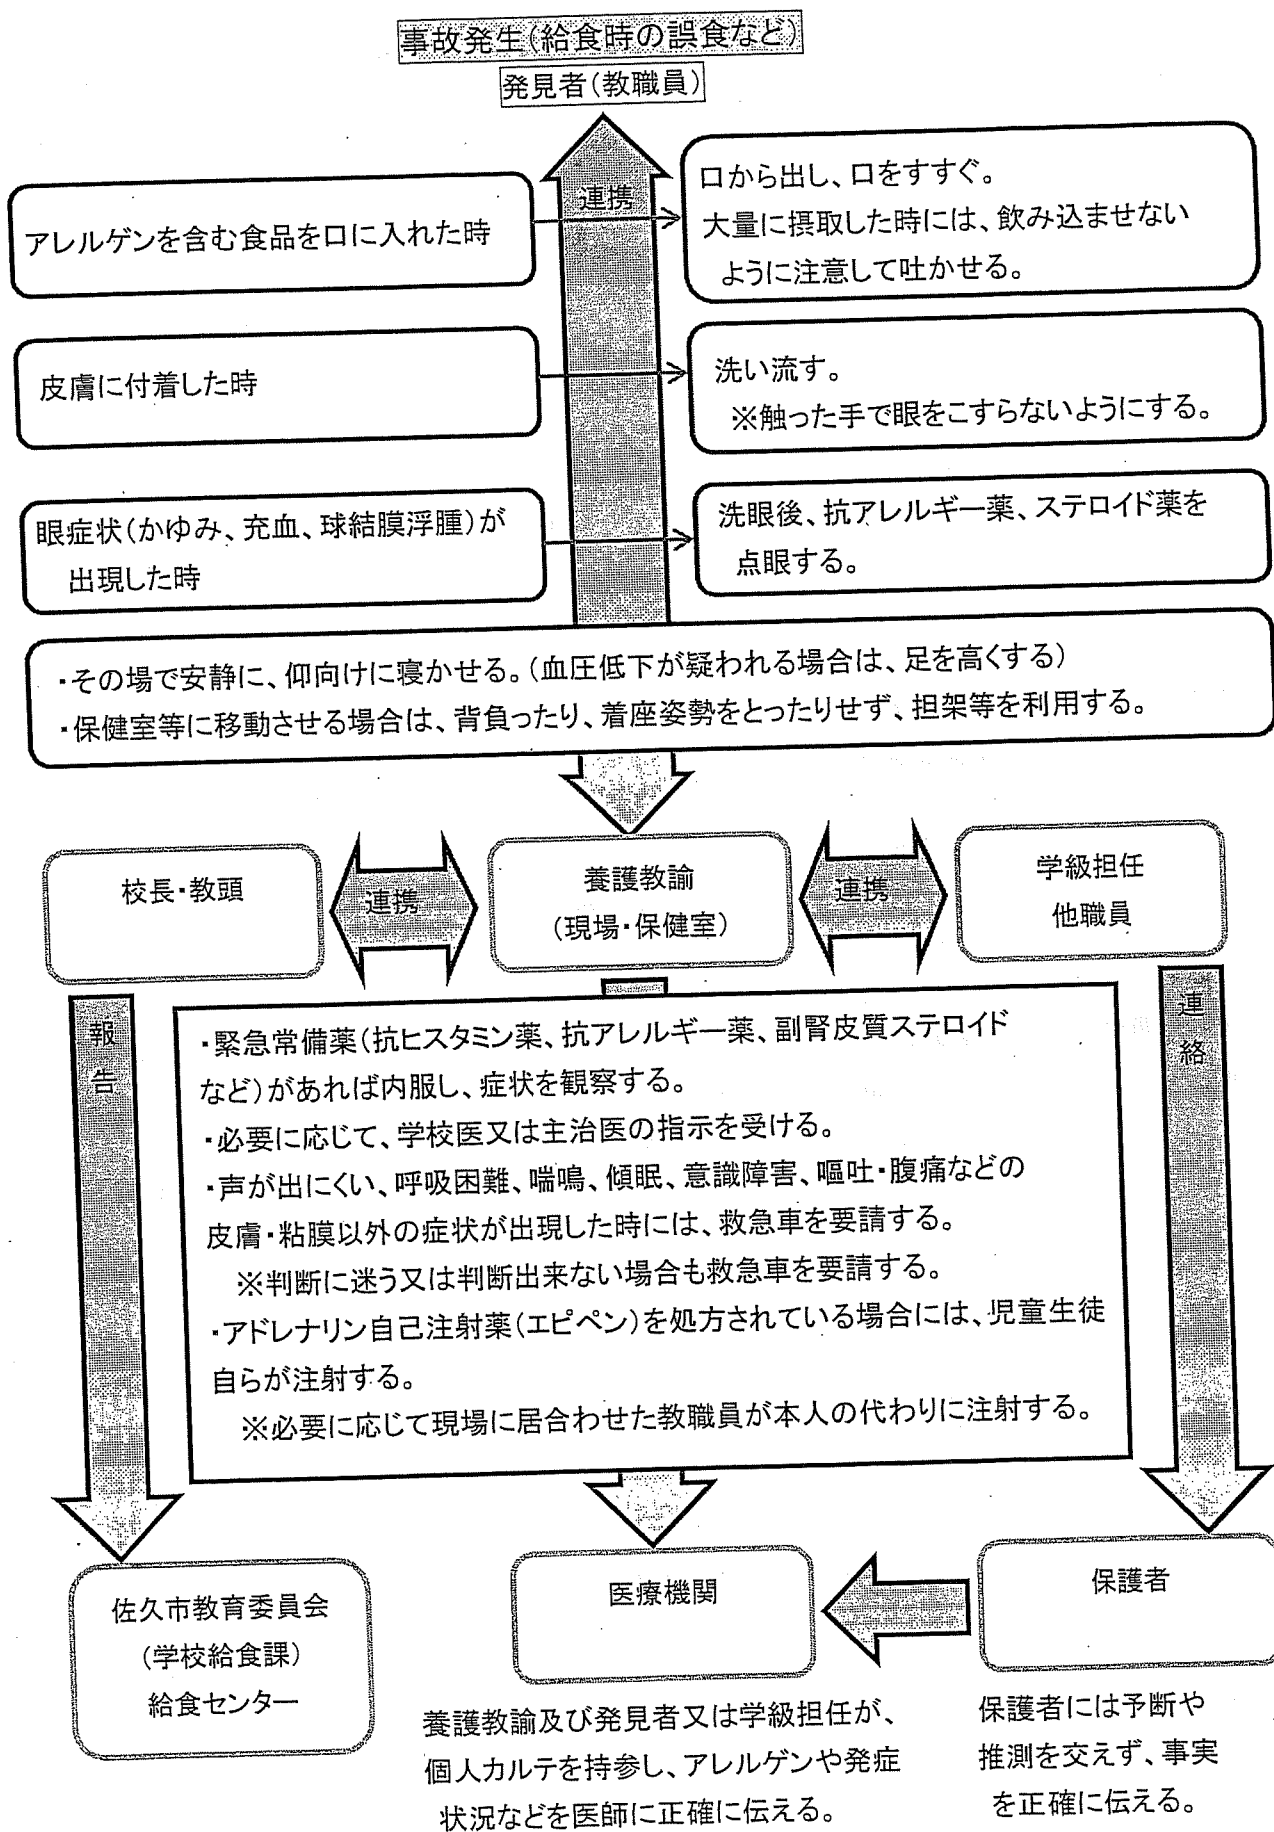 事故発生(給食時の誤食など)
発見者(教職員)
連携
アレルゲンを含む食品を口に入れた時
口から出し、口をすすぐ。
大量に摂取した時には、飲み込ませない
ように注意して吐かせる。
皮膚に付着した時
洗い流す。
※触った手で眼をこすらないようにする。
眼症状(かゆみ、充血、球結膜浮腫)が
出現した時
洗眼後、抗アレルギー薬、ステロイド薬を
点眼する。
・その場で安静に、仰向けに寝かせる。(血圧低下が疑われる場合は、足を高くする)
・保健室等に移動させる場合は、背負ったり、着座姿勢をとったりせず、担架等を利用する。
校長・教頭
連携
養護教諭
(現場・保健室)
連携
学級担任
他職員
報告
連絡
・緊急常備薬(抗ヒスタミン薬、抗アレルギー薬、副腎皮質ステロイド
など)があれば内服し、症状を観察する。
・必要に応じて、学校医又は主治医の指示を受ける。
・声が出にくい、呼吸困難、喘鳴、傾眠、意識障害、嘔吐・腹痛などの
皮膚・粘膜以外の症状が出現した時には、救急車を要請する。
※判断に迷う又は判断出来ない場合も救急車を要請する。
・アドレナリン自己注射薬(エピペン)を処方されている場合には、児童生徒
自らが注射する。
※必要に応じて現場に居合わせた教職員が本人の代わりに注射する。
佐久市教育委員会
(学校給食課)
給食センター
医療機関
保護者
養護教諭及び発見者又は学級担任が、
個人カルテを持参し、アレルゲンや発症
状況などを医師に正確に伝える。
保護者には予断や
推測を交えず、事実
を正確に伝える。